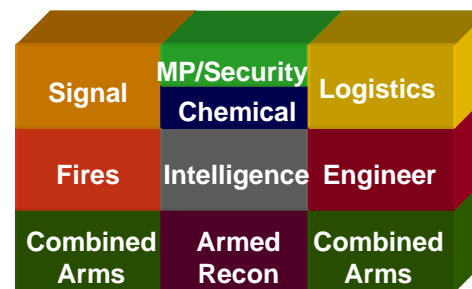 Signal
MP/Security
Chemical
Logistics
Fires
Intelligence
Engineer
Combined
Arms
Armed
Recon
Combined
Arms